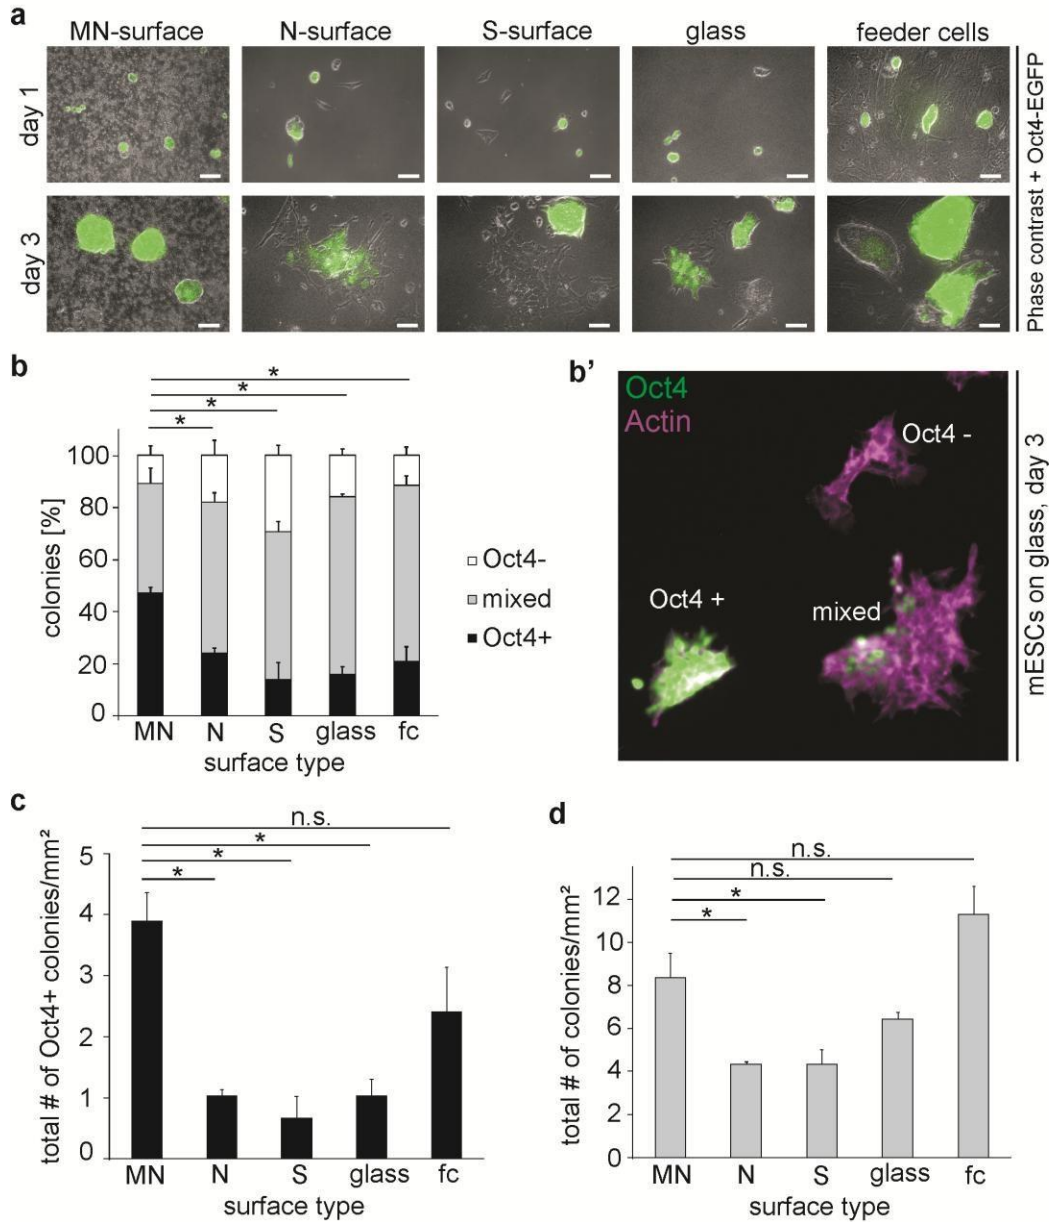 a
MN-surface N-surface S-surface glass feeder cells
day 1
day 3
Phase contrast + Oct4-EGFP
b
* 
*
*
*
100
80
60
40
20
0
colonies [%]
MN N S glass fc
surface type
Oct4-
mixed
Oct4+
b'
Oct4
Actin
Oct4 -
Oct4 +
mixed
mESCs on glass, day 3
c
n.s.
*
*
*
5
4
3
2
1
0
total # of Oct4+ colonies/mm²
MN N S glass fc
surface type
d
n.s.
n.s.
*
*
12
10
8
6
4
2
0
total # of colonies/mm²
MN N S glass fc
surface type